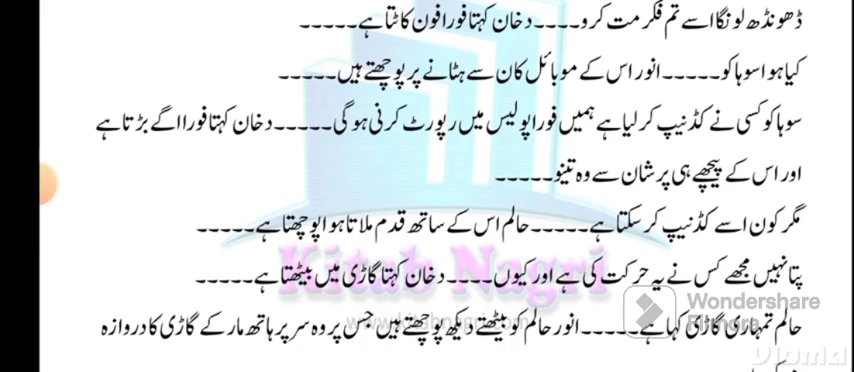 ڈھونڈھ لونگا اسے تم فکر مت کرو۔۔۔۔ دخان کہتا فورا فون کاٹتا ہے۔۔۔۔۔
کیا ہوا سوہا کو۔۔۔۔۔ انور اس کے موبائل کان سے ہٹانے پر پوچھتے ہیں۔۔۔۔۔
سوہا کو کسی نے کڈنیپ کر لیا ہے ہمیں فورا پولیس میں رپورٹ کرنی ہوگی۔۔۔۔۔ دخان کہتا فورا اگے بڑتا ہے
اور اس کے پیچھے ہی پرشان سے وہ تینو۔۔۔۔۔
مگر کون اسے کڈنیپ کر سکتا ہے۔۔۔۔۔ حالم اس کے ساتھ قدم ملاتا ہوا پوچھتا ہے۔۔۔۔۔
پتا نہیں مجھے کس نے یہ حرکت کی ہے اور کیوں۔۔۔۔ دخان کہتا گاڑی میں بیٹھتا ہے۔۔۔۔۔
Kitab Nagri
Wondershare
Filmora
حالم تمہاری گاڑی کہا ہے۔۔۔۔۔ انور حالم کو بیٹھتے دیکھ پوچھتے ہیں جس پر وہ سر پر ہاتھ مار کے گاڑی کا دروازہ